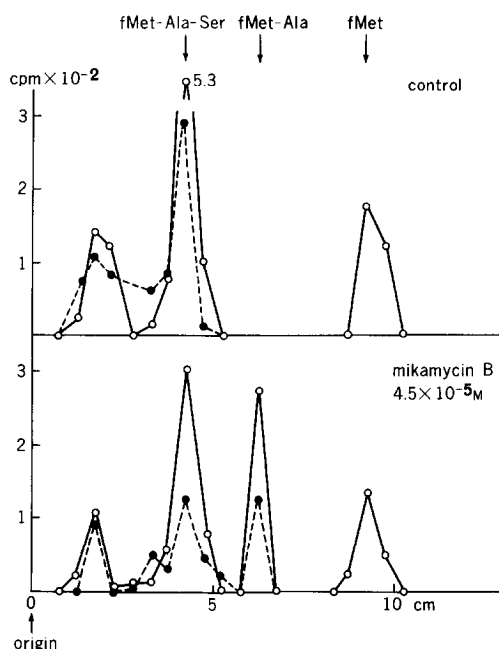 fMet-Ala-Ser fMet-Ala fMet
cpm×10⁻²
5.3
control
3
2
1
mikamycin B
4.5×10⁻⁵M
3
2
1
0 5 10 cm
origin